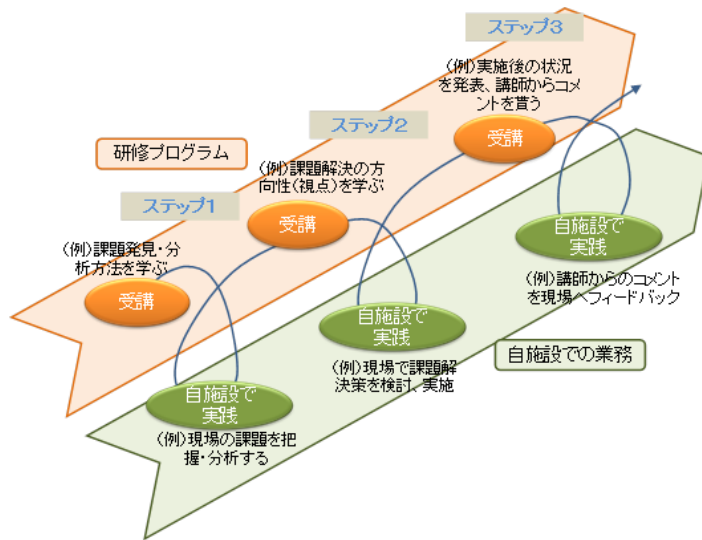 ステップ3
(例)実施後の状況
を発表、講師からコメ
ントを貰う
受講
ステップ2
研修プログラム
(例)課題解決の方
向性(視点)を学ぶ
受講
ステップ1
(例)課題発見・分
析方法を学ぶ
受講
自施設で
実践
(例)講師からのコメント
を現場へフィードバック
自施設で
実践
(例)現場で課題解
決策を検討、実施
自施設での業務
自施設で
実践
(例)現場の課題を把
握・分析する